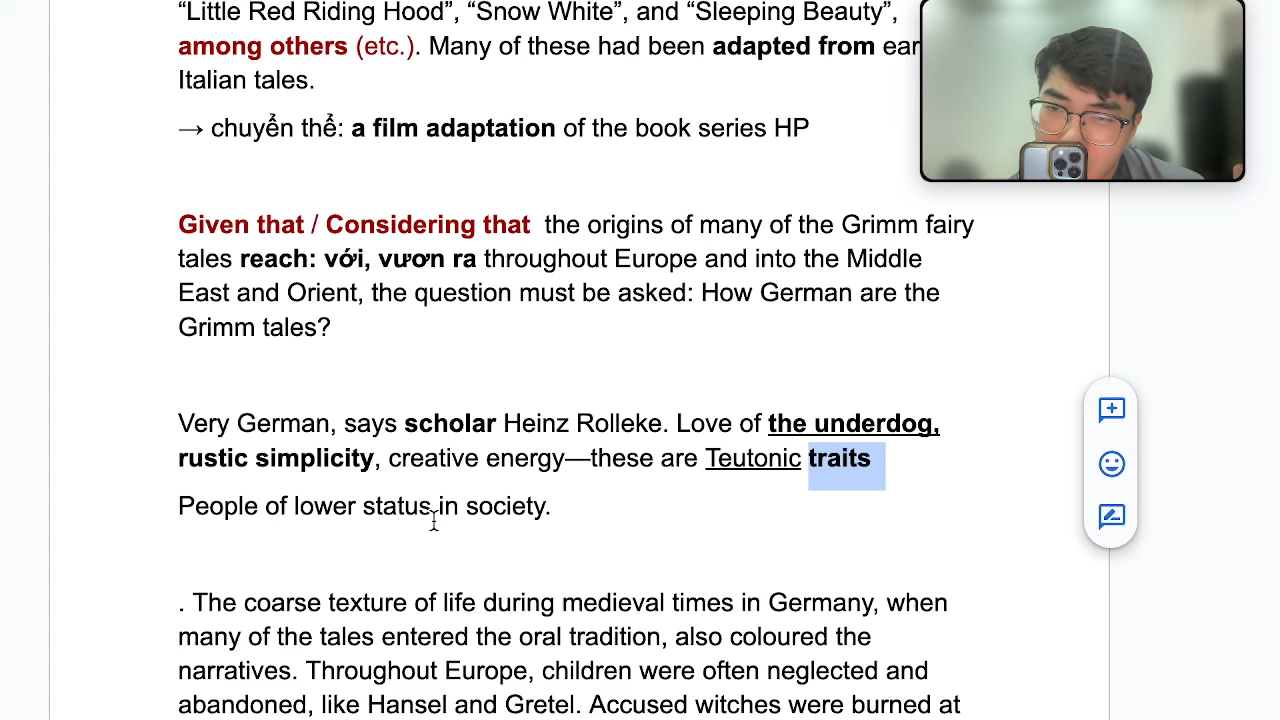 “Little Red Riding Hood”, “Snow White”, and “Sleeping Beauty”,
among others (etc.). Many of these had been adapted from
Italian tales.
→ chuyển thể: a film adaptation of the book series HP
Given that / Considering that the origins of many of the Grimm fairy
tales reach: với, vươn ra throughout Europe and into the Middle
East and Orient, the question must be asked: How German are the
Grimm tales?
Very German, says scholar Heinz Rolleke. Love of the underdog,
rustic simplicity, creative energy—these are Teutonic traits
People of lower status in society.
. The coarse texture of life during medieval times in Germany, when
many of the tales entered the oral tradition, also coloured the
narratives. Throughout Europe, children were often neglected and
abandoned, like Hansel and Gretel. Accused witches were burned at